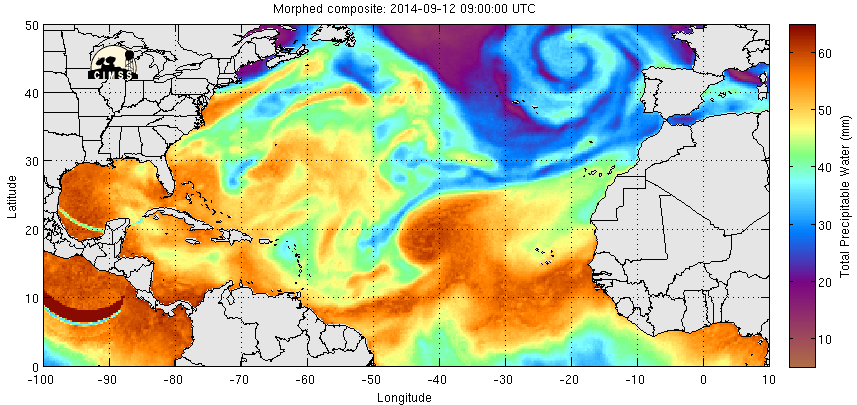 Morphed composite: 2014-09-12 09:00:00 UTC
50
40
30
20
10
0
Latitude
CIMSS
-100 -90 -80 -70 -60 -50 -40 -30 -20 -10 0 10
Longitude
60
50
40
30
20
10
Total Precipitable Water (mm)